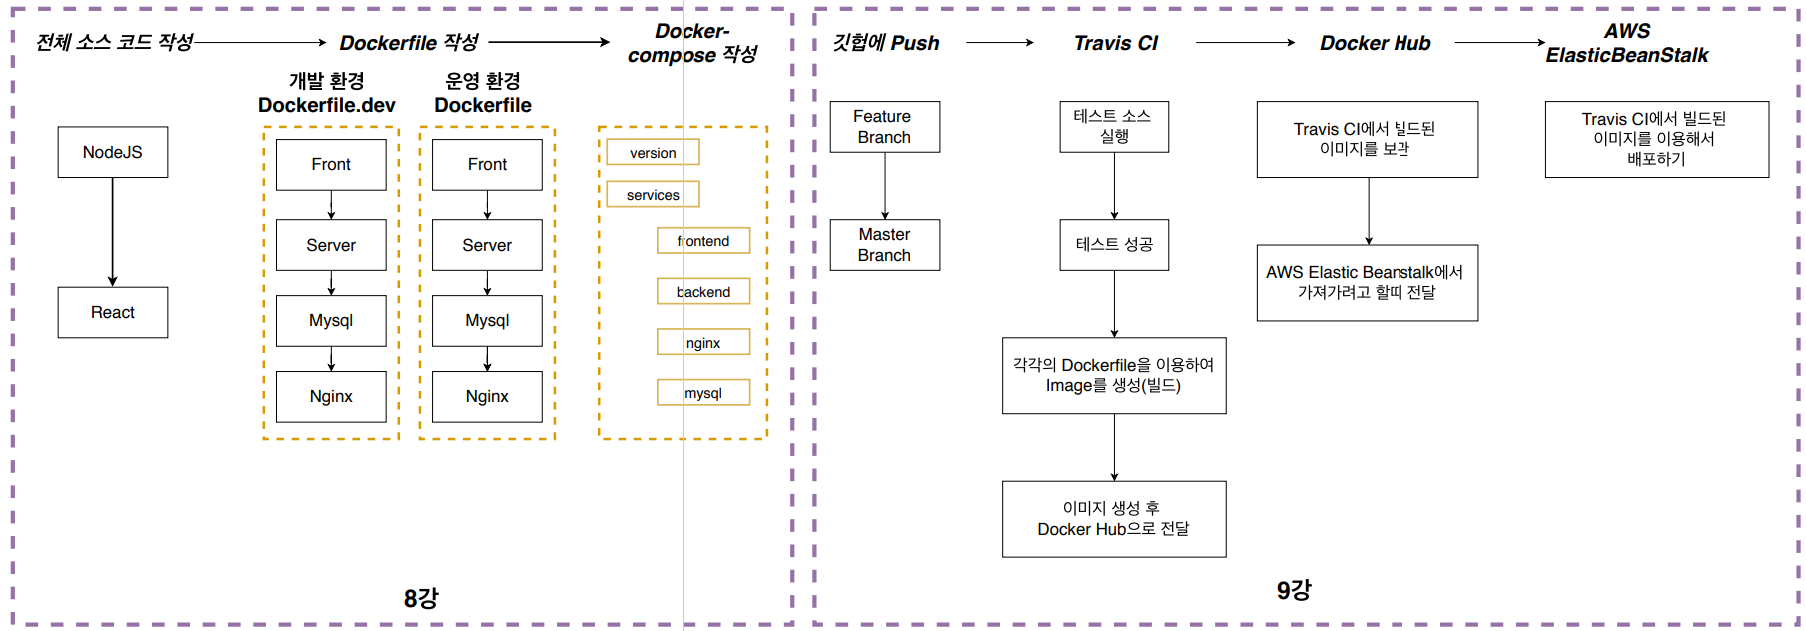 전체 소스 코드 작성
Dockerfile 작성
Docker-
compose 작성
개발 환경
Dockerfile.dev
운영 환경
Dockerfile
NodeJS
React
Front
Server
Mysql
Nginx
Front
Server
Mysql
Nginx
version
services
frontend
backend
nginx
mysql
8강
깃헙에 Push
Travis CI
Docker Hub
AWS
ElasticBeanStalk
Feature
Branch
Master
Branch
테스트 소스
실행
테스트 성공
각각의 Dockerfile을 이용하여
Image를 생성(빌드)
이미지 생성 후
Docker Hub으로 전달
Travis CI에서 빌드된
이미지를 보관
AWS Elastic Beanstalk에서
가져가려고 할때 전달
Travis CI에서 빌드된
이미지를 이용해서
배포하기
9강